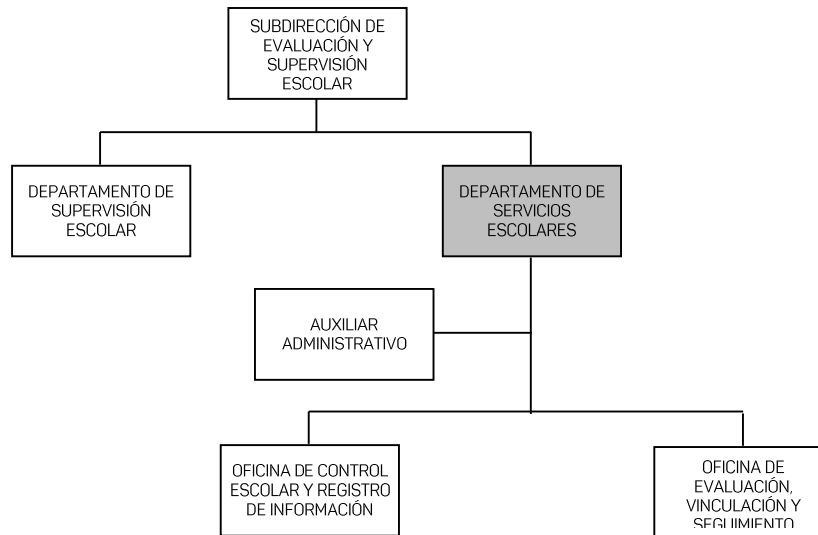 SUBDIRECCIÓN DE
EVALUACIÓN Y
SUPERVISIÓN
ESCOLAR
DEPARTAMENTO DE
SUPERVISIÓN
ESCOLAR
DEPARTAMENTO DE
SERVICIOS
ESCOLARES
AUXILIAR
ADMINISTRATIVO
OFICINA DE CONTROL
ESCOLAR Y REGISTRO
DE INFORMACIÓN
OFICINA DE
EVALUACIÓN,
VINCULACIÓN Y
SEGUIMIENTO